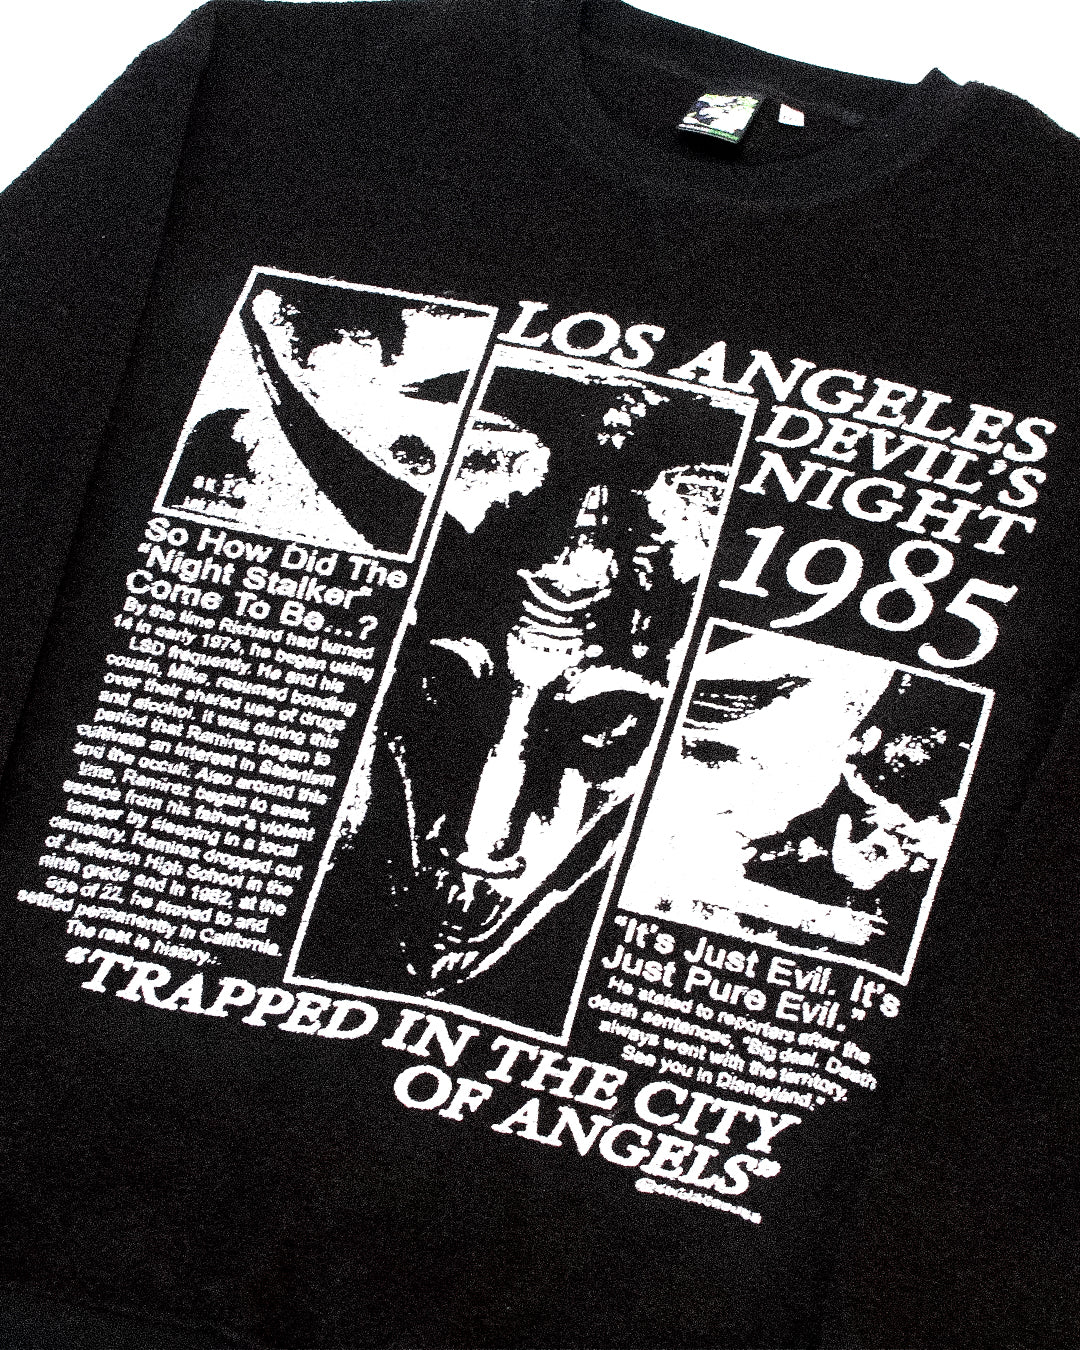 LOS ANGELES
DEVIL'S
NIGHT
1985
So How Did The
"Night Stalker"
Come To Be...?
By the time Richard had turned
14 in early 1974, he began using
LSD frequently. He and his
cousin, Mike, resumed bonding
over their shared use of drugs
and alcohol. It was during this
period that Ramirez began to
cultivate an interest in Satanism
and the occult. Also around this
time, Ramirez began to seek
escape from his father's violent
temper by sleeping in a local
cemetery. Ramirez dropped out
of Jefferson High School in the
ninth grade and in 1982, at the
age of 22, he moved to and
settled permanently in California.
The rest is history...
"It's Just Evil. It's
Just Pure Evil."
He stated to reporters after the
death sentences, "Big deal. Death
always went with the territory.
See you in Disneyland."
"TRAPPED IN THE CITY
OF ANGELS"